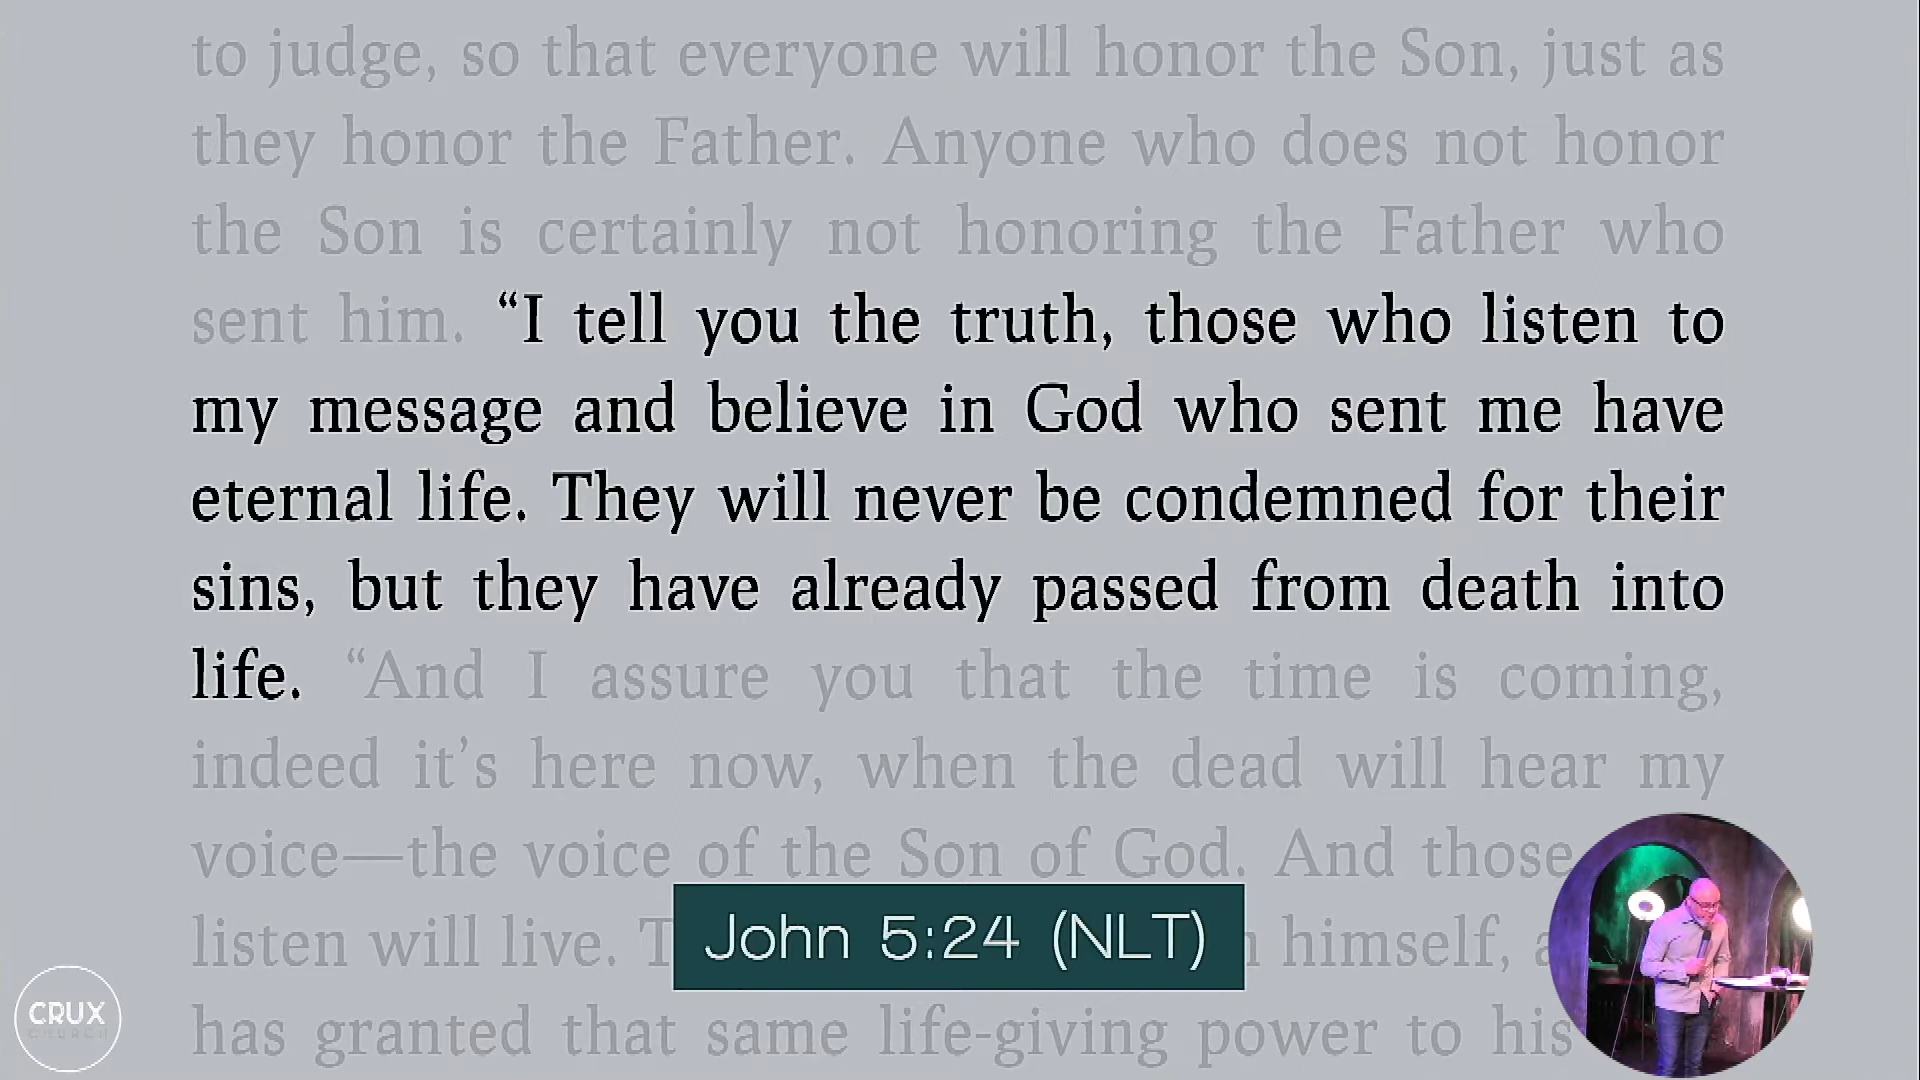 to judge, so that everyone will honor the Son, just as
they honor the Father. Anyone who does not honor
the Son is certainly not honoring the Father who
sent him. “I tell you the truth, those who listen to
my message and believe in God who sent me have
eternal life. They will never be condemned for their
sins, but they have already passed from death into
life. “And I assure you that the time is coming,
indeed it’s here now, when the dead will hear my
voice—the voice of the Son of God. And those
listen will live. himself,
has granted that same life-giving power to his
John 5:24 (NLT)
CRUX
CHURCH